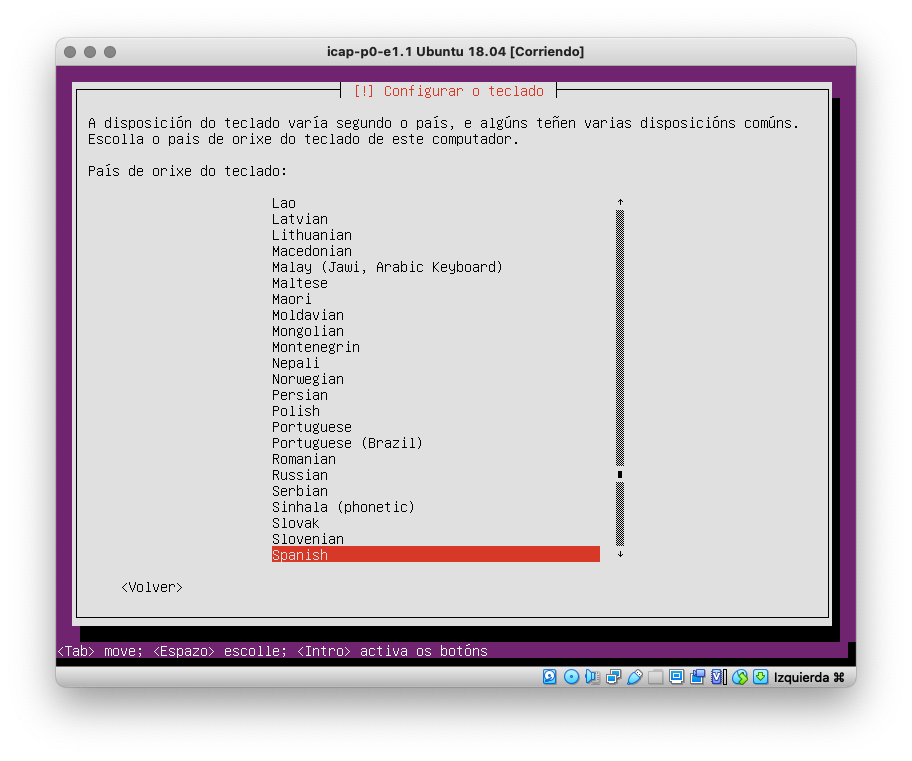 icap-p0-e1.1 Ubuntu 18.04 [Corriendo]
[!] Configurar o teclado
A disposición do teclado varía segundo o país, e algúns teñen varias disposicións comúns.
Escolla o pais de orixe do teclado de este computador.
País de orixe do teclado:
Lao
Latvian
Lithuanian
Macedonian
Malay (Jawi, Arabic Keyboard)
Maltese
Maori
Moldavian
Mongolian
Montenegrin
Nepali
Norwegian
Persian
Polish
Portuguese
Portuguese (Brazil)
Romanian
Russian
Serbian
Sinhala (phonetic)
Slovak
Slovenian
Spanish
<Volver>
<Tab> move; <Espazo> escolle; <Intro> activa os botóns
Izquierda ⌘